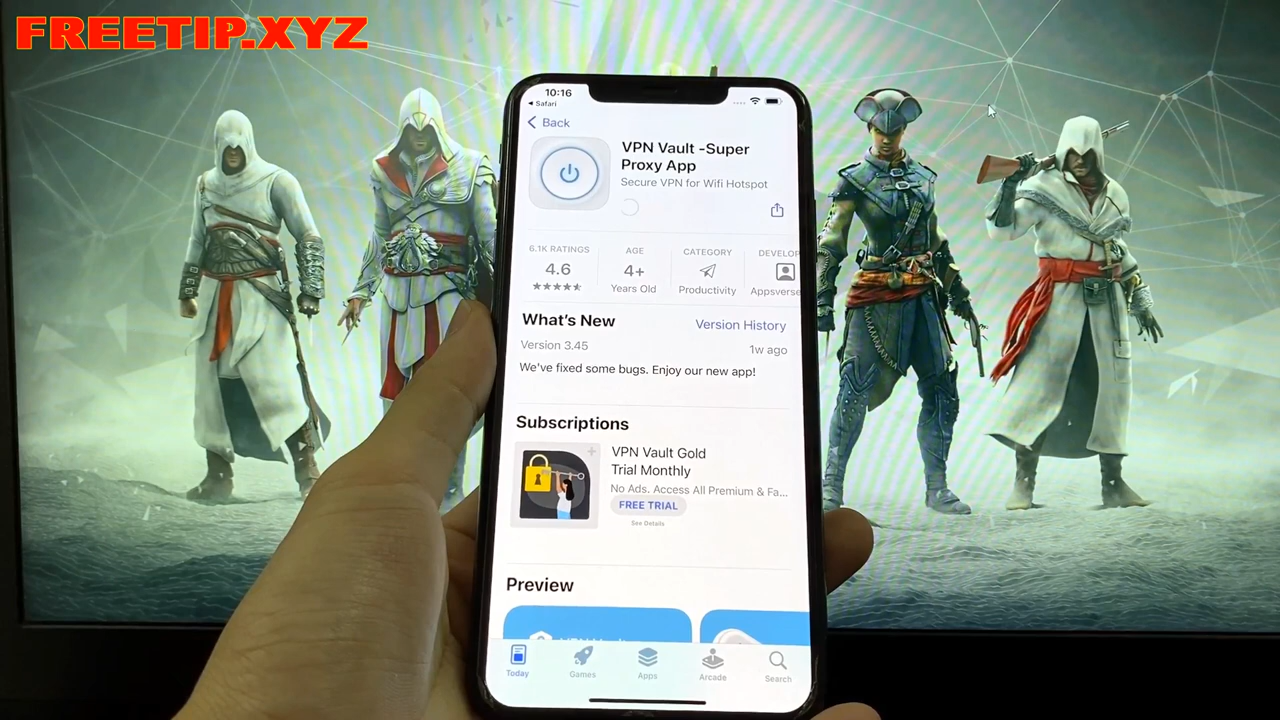 FREETIP.XYZ
10:16
Safari
Back
VPN Vault -Super
Proxy App
Secure VPN for Wifi Hotspot
6.1K RATINGS
4.6
AGE
4+
Years Old
CATEGORY
Productivity
DEVELOP
Appsverse
What's New
Version History
Version 3.45
1w ago
We've fixed some bugs. Enjoy our new app!
Subscriptions
VPN Vault Gold
Trial Monthly
No Ads. Access All Premium & Fa...
FREE TRIAL
See Details
Preview
Today
Games
Apps
Arcade
Search